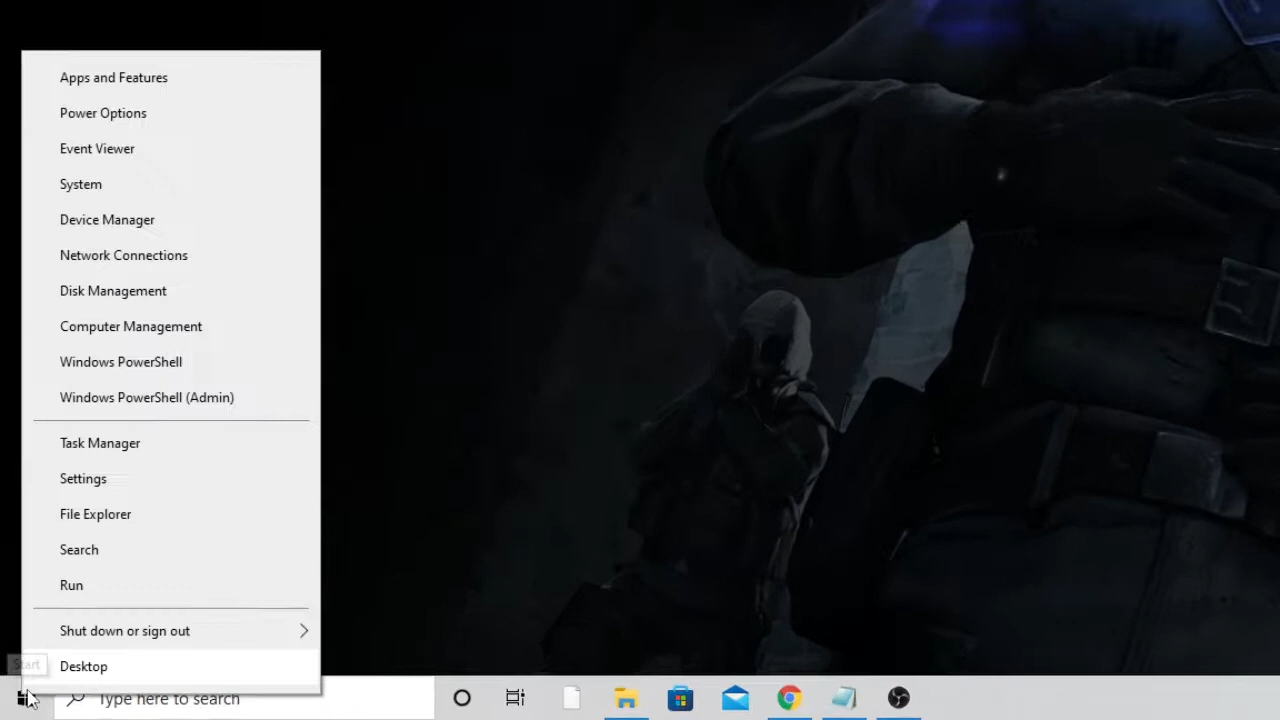 Apps and Features
Power Options
Event Viewer
System
Device Manager
Network Connections
Disk Management
Computer Management
Windows PowerShell
Windows PowerShell (Admin)
Task Manager
Settings
File Explorer
Search
Run
Shut down or sign out
Start
Desktop
Type here to search